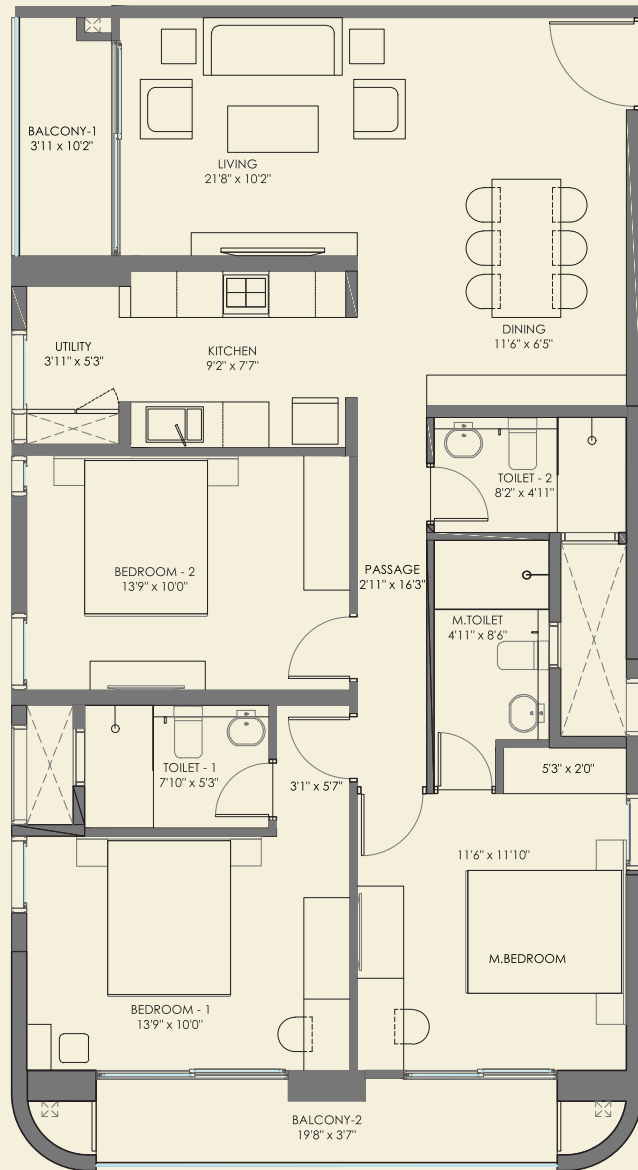 BALCONY-1
3'11 x 10'2"
LIVING
21'8" x 10'2"
DINING
11'6" x 6'5"
UTILITY
3'11" x 5'3"
KITCHEN
9'2" x 7'7"
TOILET - 2
8'2" x 4'11"
BEDROOM - 2
13'9" x 10'0"
PASSAGE
2'11" x 16'3"
M.TOILET
4'11" x 8'6"
TOILET - 1
7'10" x 5'3"
3'1" x 5'7"
5'3" x 2'0"
11'6" x 11'10"
M.BEDROOM
BEDROOM - 1
13'9" x 10'0"
BALCONY-2
19'8" x 3'7"